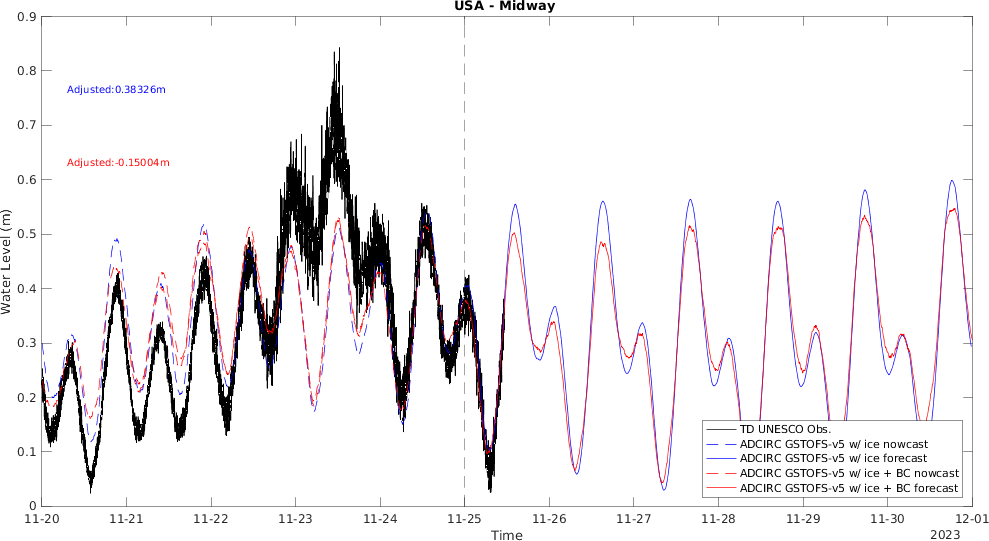 USA - Midway
0.9
0.8
0.7
0.6
0.5
0.4
0.3
0.2
0.1
0
Water Level (m)
Adjusted:0.38326m
Adjusted:-0.15004m
TD UNESCO Obs.
ADCIRC GSTOFS-v5 w/ ice nowcast
ADCIRC GSTOFS-v5 w/ ice forecast
ADCIRC GSTOFS-v5 w/ ice + BC nowcast
ADCIRC GSTOFS-v5 w/ ice + BC forecast
11-20 11-21 11-22 11-23 11-24 11-25 11-26 11-27 11-28 11-29 11-30 12-01
Time
2023